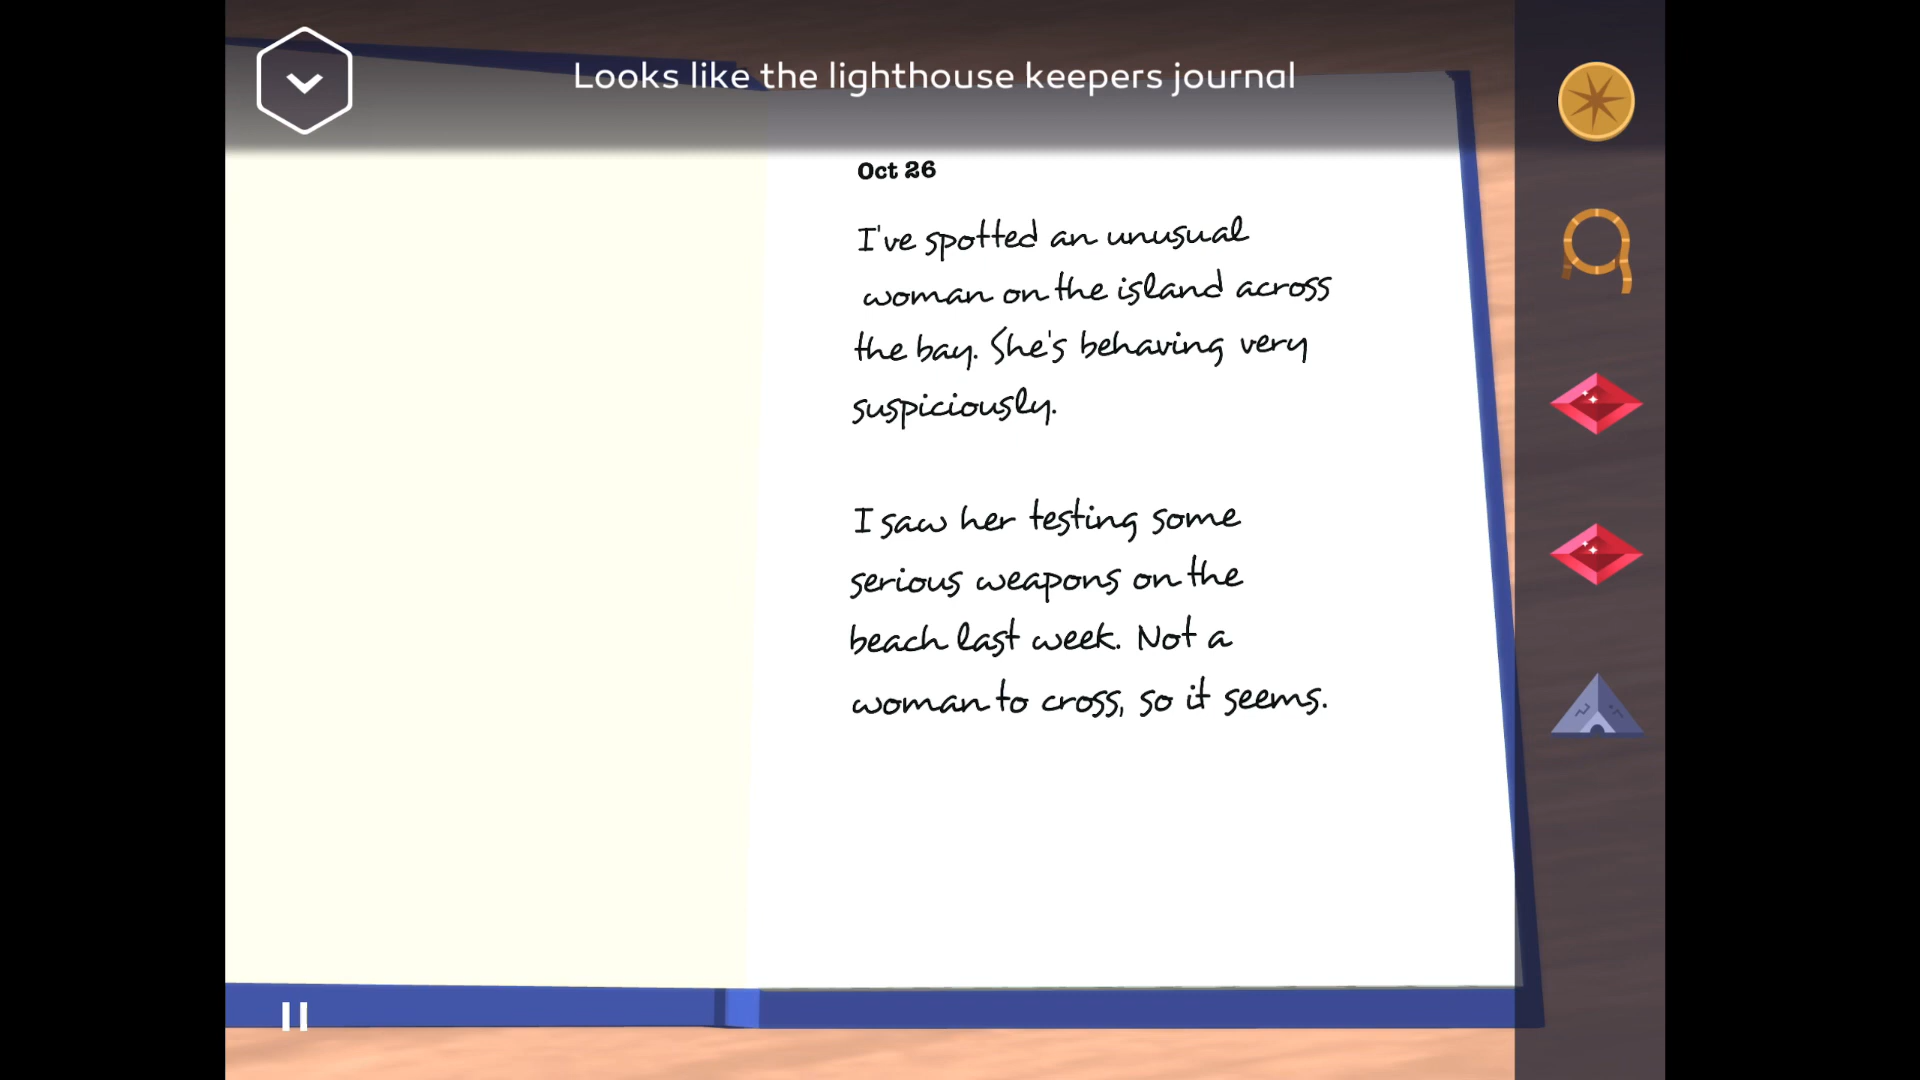 Looks like the lighthouse keepers journal
Oct 26
I've spotted an unusual
woman on the island across
the bay. She's behaving very
suspiciously.
I saw her testing some
serious weapons on the
beach last week. Not a
woman to cross, so it seems.